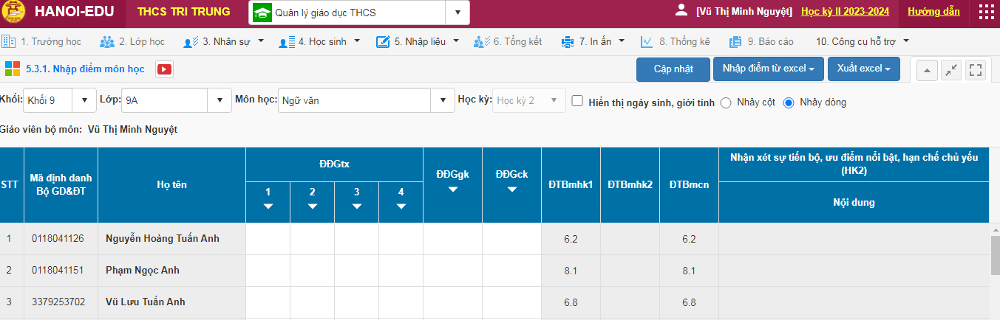 HANOI-EDU THCS TRI TRUNG Quản lý giáo dục THCS [Vũ Thị Minh Nguyệt] Học kỳ II 2023-2024 Hướng dẫn
1. Trường học 2. Lớp học 3. Nhân sự 4. Học sinh 5. Nhập liệu 6. Tổng kết 7. In ấn 8. Thống kê 9. Báo cáo 10. Công cụ hỗ trợ
5.3.1. Nhập điểm môn học Cập nhật Nhập điểm từ excel Xuất excel
Khối: Khối 9 Lớp: 9A Môn học: Ngữ văn Học kỳ: Học kỳ 2 Hiển thị ngày sinh, giới tính Nhảy cột Nhảy dòng
Giáo viên bộ môn: Vũ Thị Minh Nguyệt
STT Mã định danh Bộ GD&ĐT Họ tên ĐĐGtx ĐĐGgk ĐĐGck ĐTBmhk1 ĐTBmhk2 ĐTBmcn Nhận xét sự tiến bộ, ưu điểm nổi bật, hạn chế chủ yếu (HK2)
1 2 3 4 Nội dung
1 0118041126 Nguyễn Hoảng Tuấn Anh 6.2 6.2
2 0118041151 Phạm Ngọc Anh 8.1 8.1
3 3379253702 Vũ Lưu Tuấn Anh 6.8 6.8